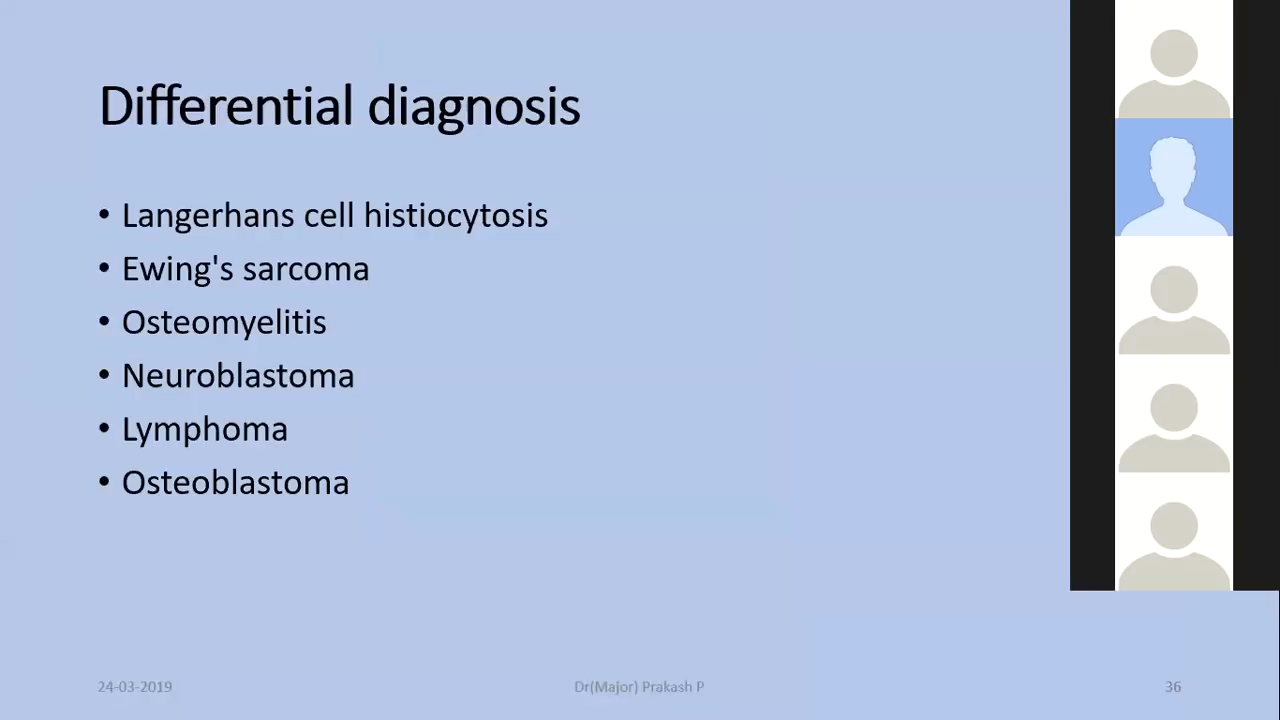 Differential diagnosis
• Langerhans cell histiocytosis
• Ewing's sarcoma
• Osteomyelitis
• Neuroblastoma
• Lymphoma
• Osteoblastoma
24-03-2019
Dr(Major) Prakash P
36